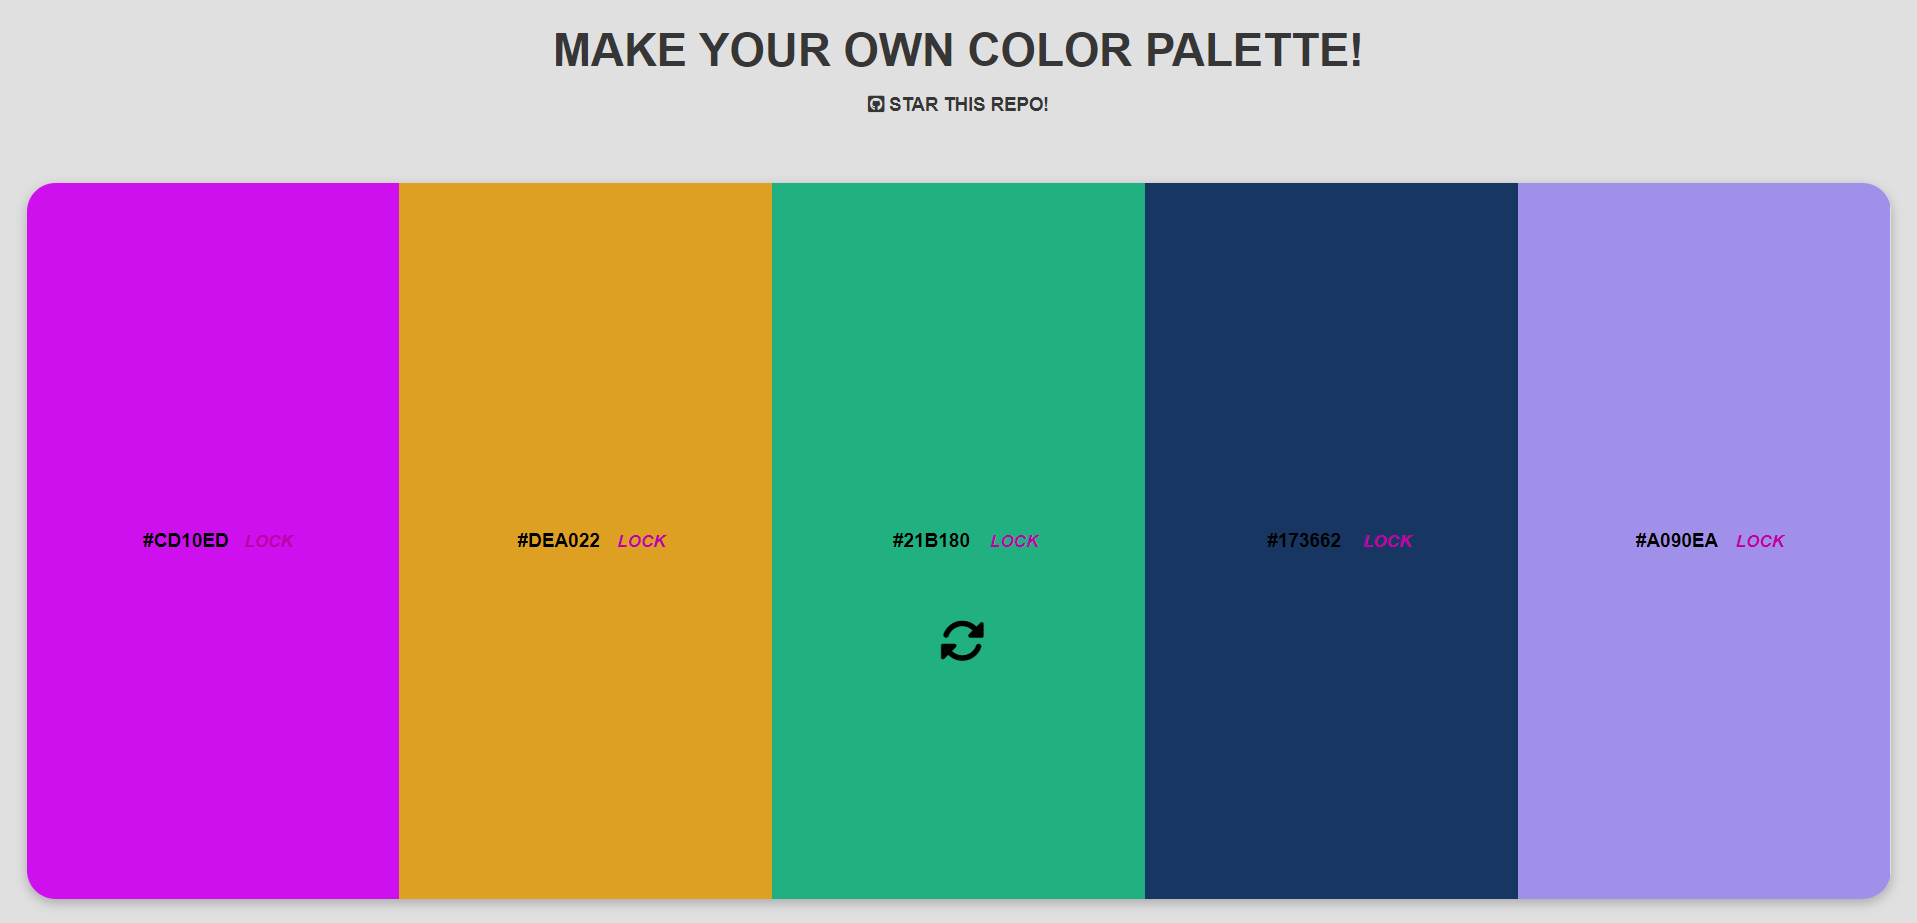 MAKE YOUR OWN COLOR PALETTE!
STAR THIS REPO!
#CD10ED LOCK
#DEA022 LOCK
#21B180 LOCK
#173662 LOCK
#A090EA LOCK